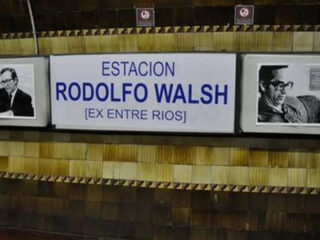 ESTACION
RODOLFO WALSH
[EX ENTRE RIOS]